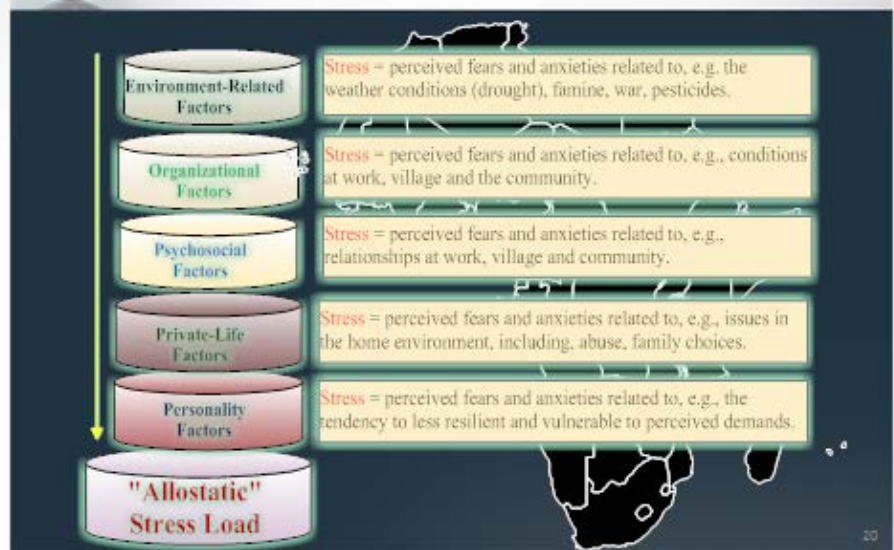 Environment-Related
Factors
Stress = perceived fears and anxieties related to, e.g. the
weather conditions (drought), famine, war, pesticides.
Organizational
Factors
Stress = perceived fears and anxieties related to, e.g., conditions
at work, village and the community.
Psychosocial
Factors
Stress = perceived fears and anxieties related to, e.g.,
relationships at work, village and community.
Private-Life
Factors
Stress = perceived fears and anxieties related to, e.g., issues in
the home environment, including, abuse, family choices.
Personality
Factors
Stress = perceived fears and anxieties related to, e.g., the
tendency to less resilient and vulnerable to perceived demands.
"Allostatic"
Stress Load
20